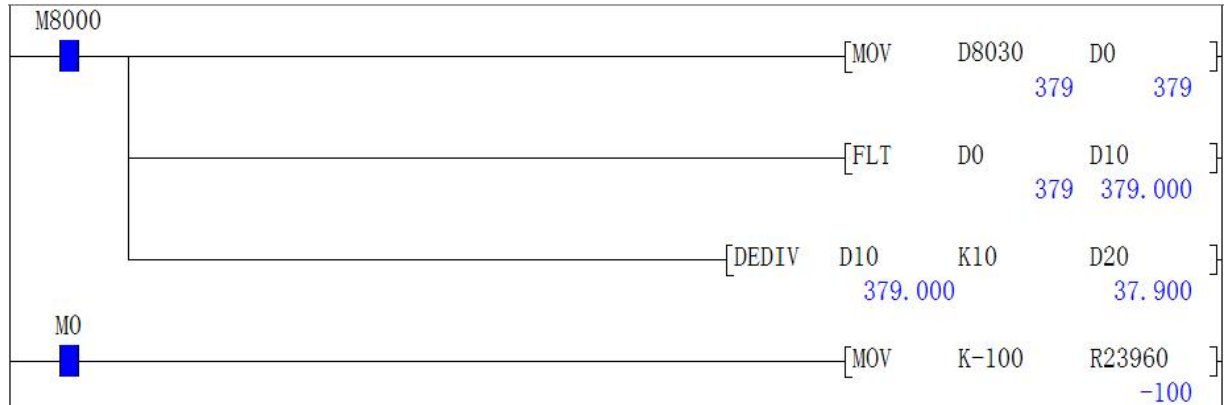 M8000
[MOV D8030 D0 ]
379 379
[FLT D0 D10 ]
379 379.000
[DEDIV D10 K10 D20 ]
379.000 37.900
M0
[MOV K-100 R23960 ]
-100